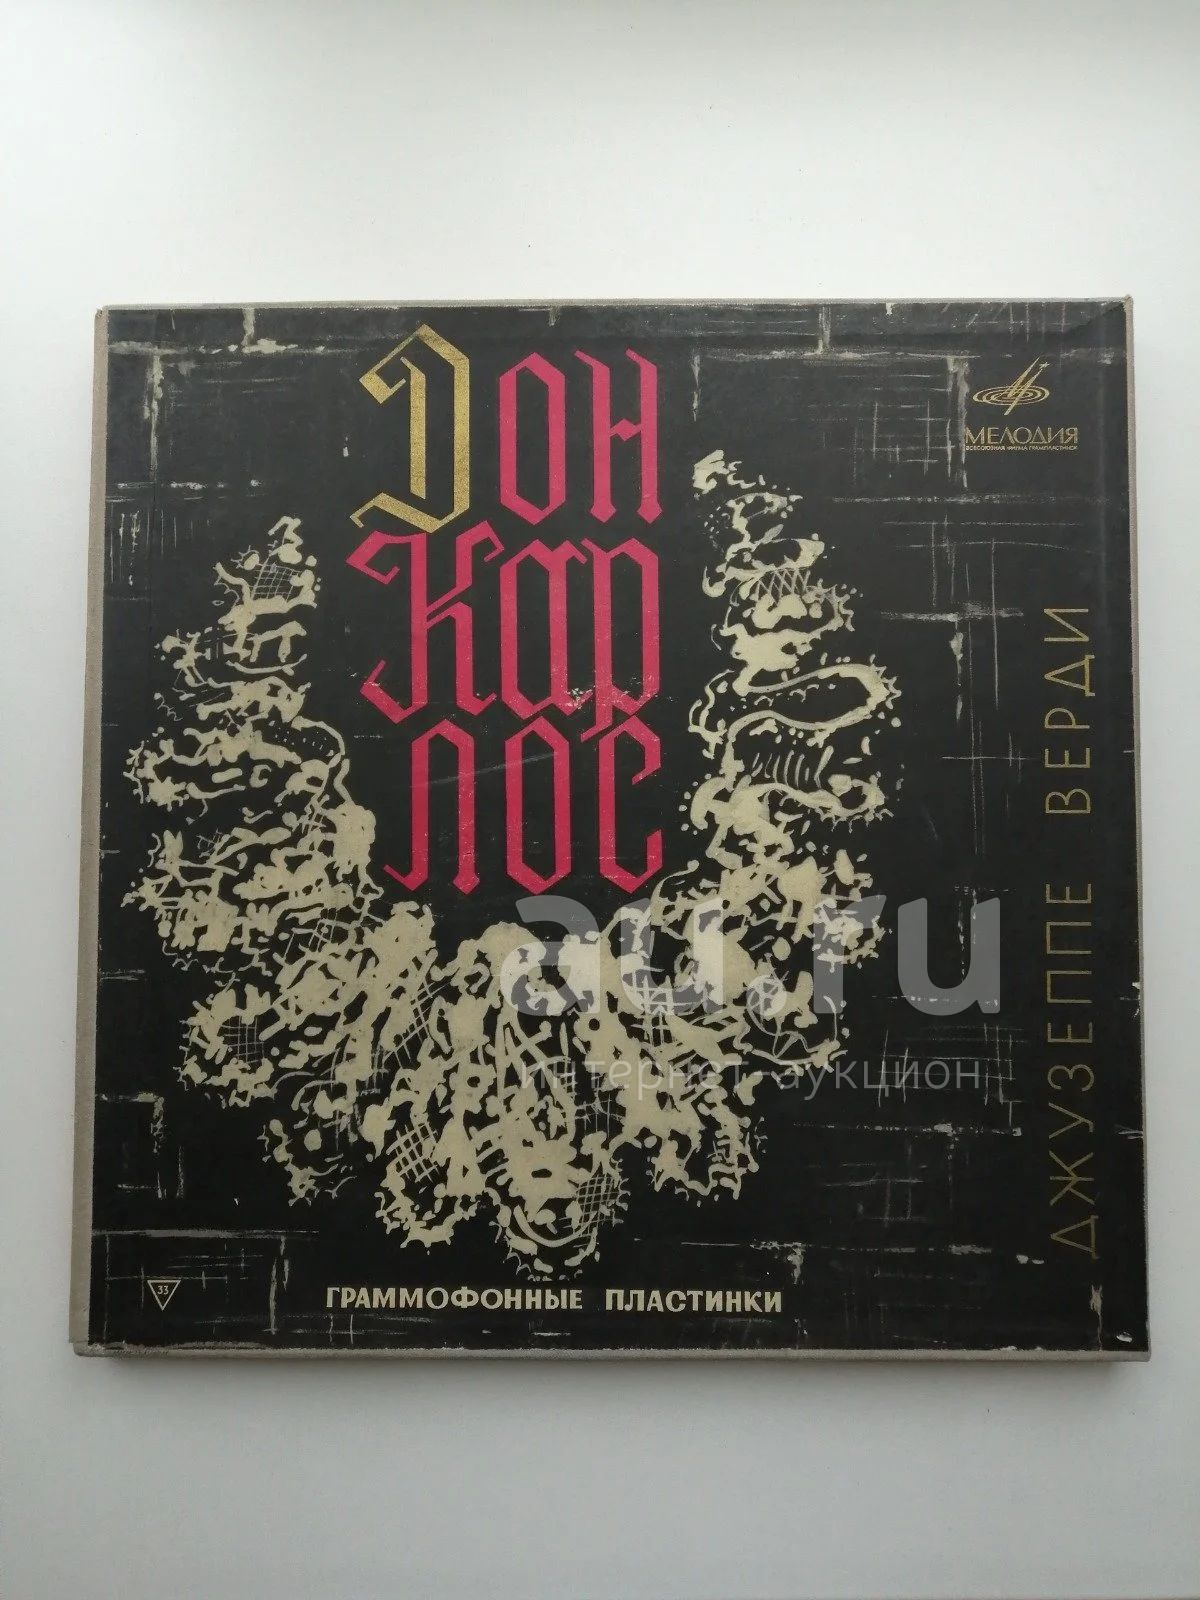 Дон
Кар
лос
МЕЛОДИЯ
ВСЕСОЮЗНАЯ ФИРМА ГРАМПЛАСТИНОК
ДЖУЗЕППЕ ВЕРДИ
au.ru
интернет-аукцион
33
ГРАММОФОННЫЕ ПЛАСТИНКИ